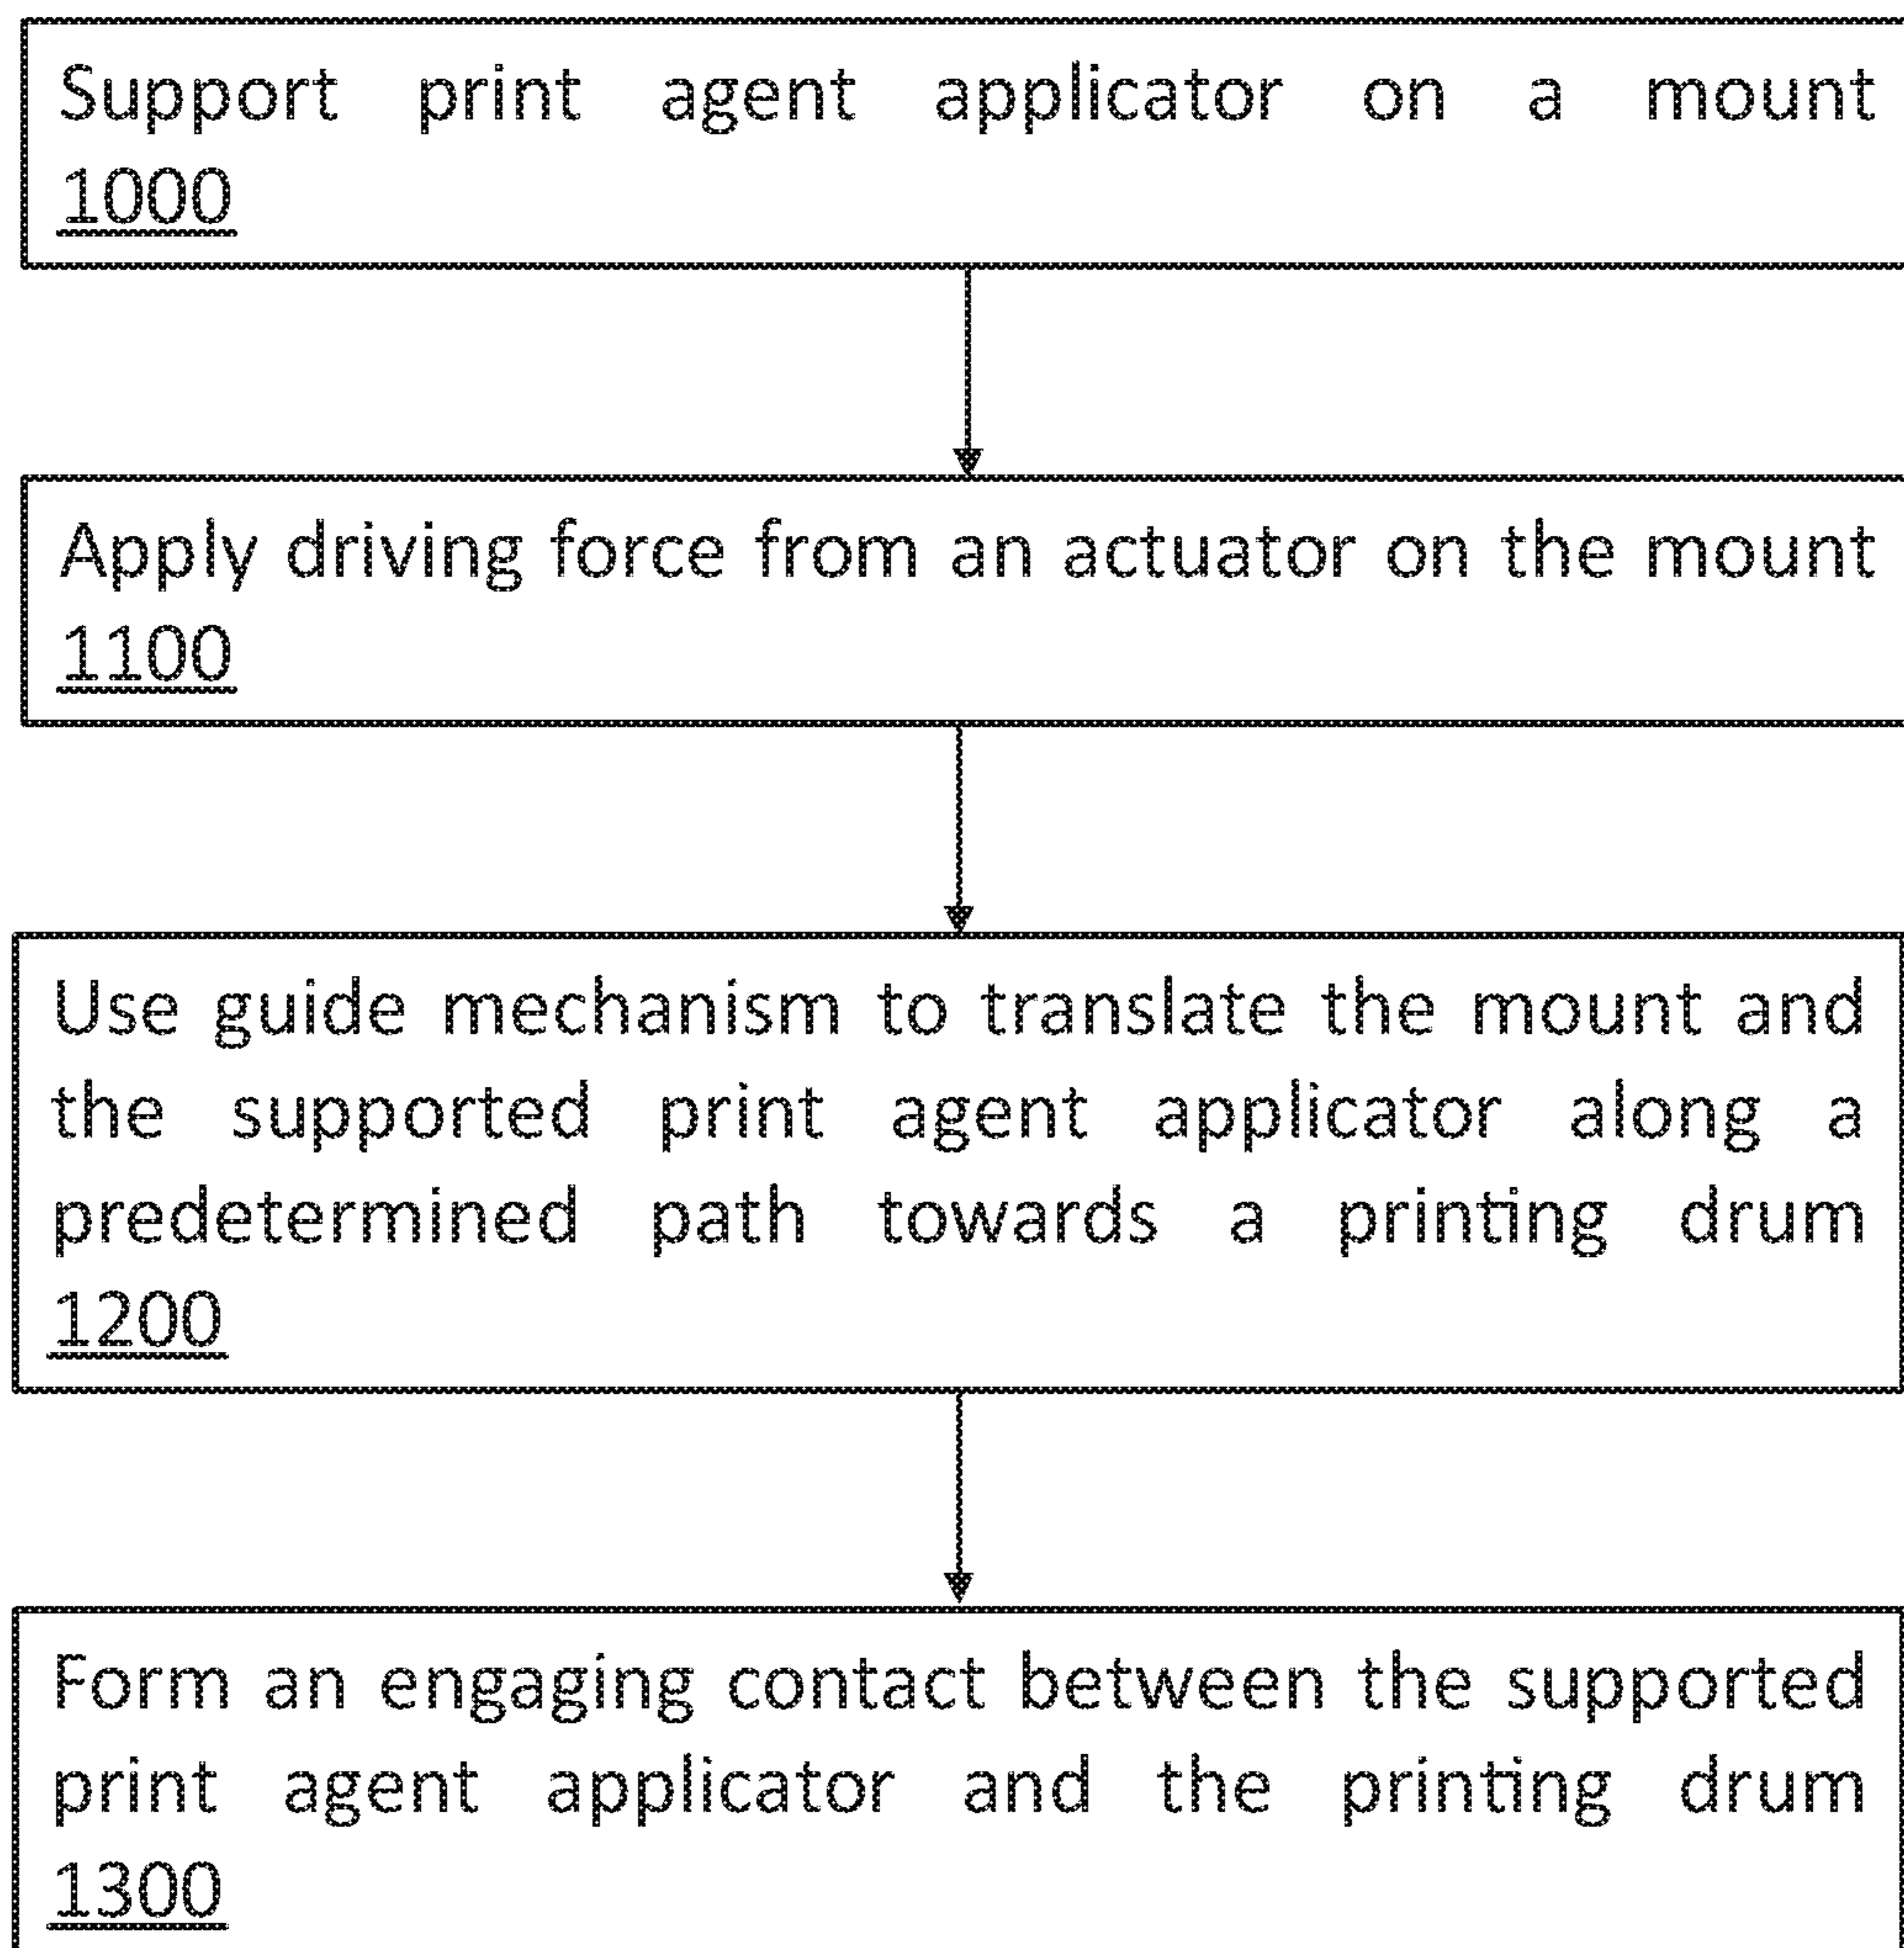 Support print agent applicator on a mount
1000
Apply driving force from an actuator on the mount
1100
Use guide mechanism to translate the mount and
the supported print agent applicator along a
predetermined path towards a printing drum
1200
Form an engaging contact between the supported
print agent applicator and the printing drum
1300